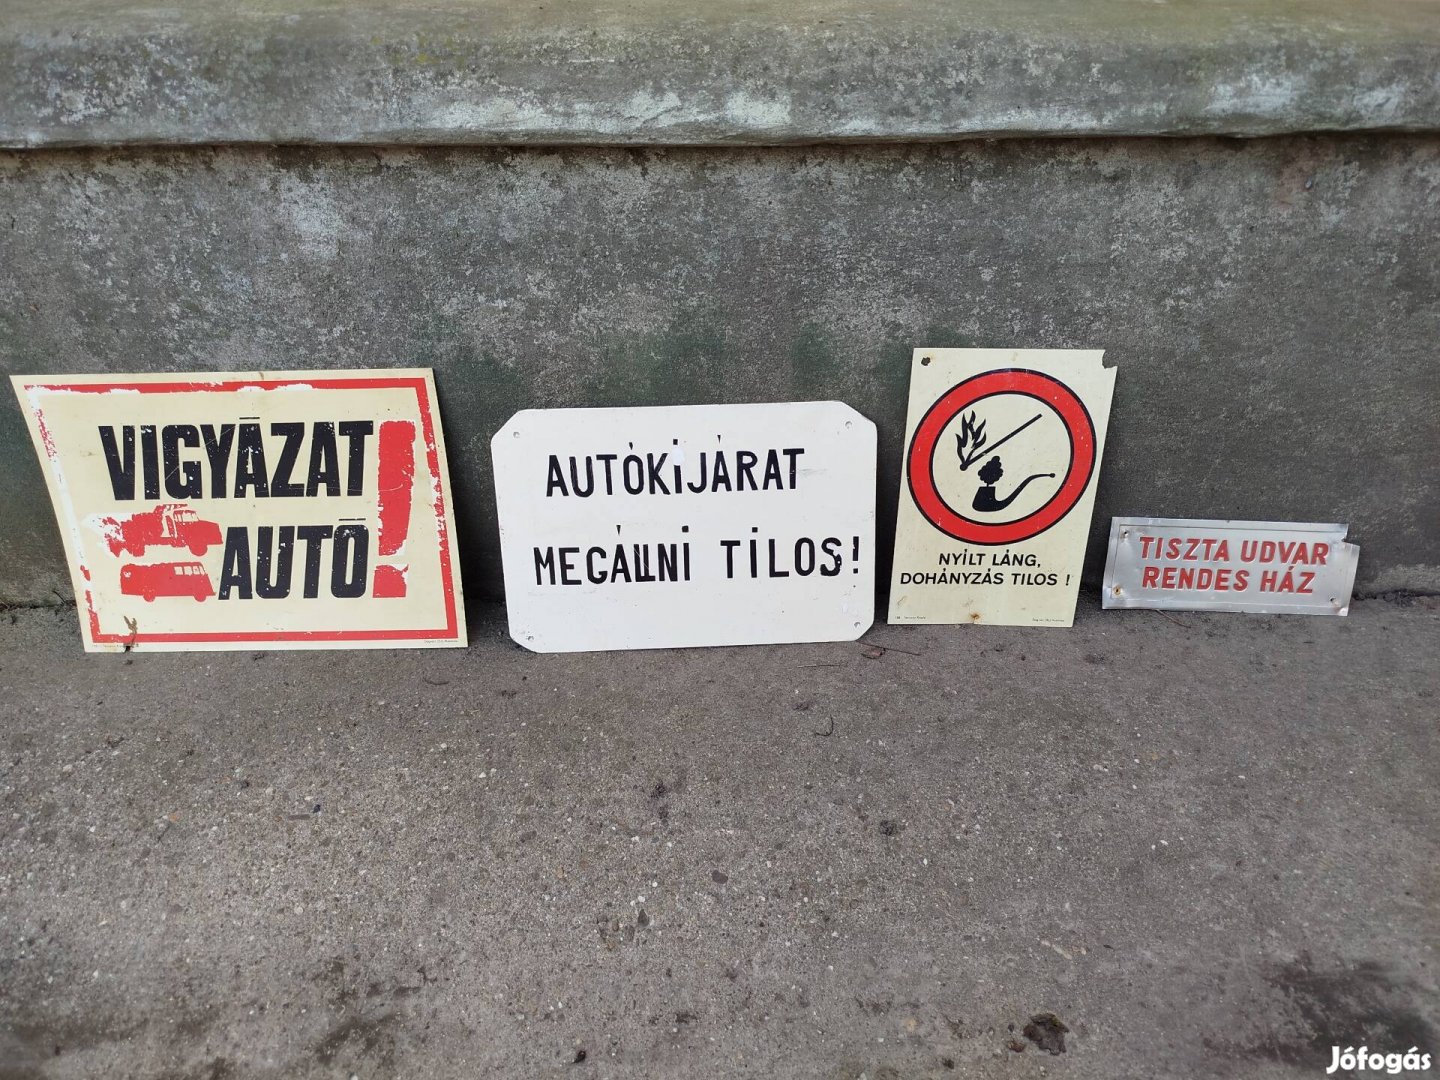 VIGYÁZAT
AUTÓ!
AUTÓKIJÁRAT
MEGÁLLNI TILOS!
NYÍLT LÁNG,
DOHÁNYZÁS TILOS !
TISZTA UDVAR
RENDES HÁZ
Jófogás